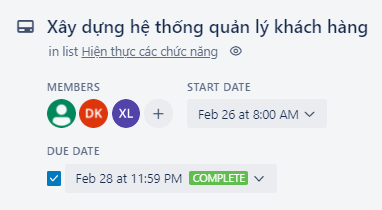 Xây dựng hệ thống quản lý khách hàng
in list Hiện thực các chức năng
MEMBERS
START DATE
DK XL +
Feb 26 at 8:00 AM
DUE DATE
Feb 28 at 11:59 PM COMPLETE